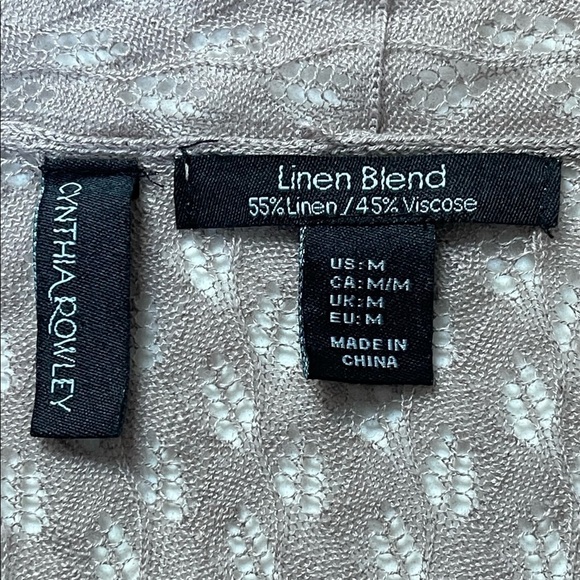 CYNTHIA ROWLEY
Linen Blend
55% Linen / 45% Viscose
US: M
CA: M/M
UK: M
EU: M
MADE IN
CHINA